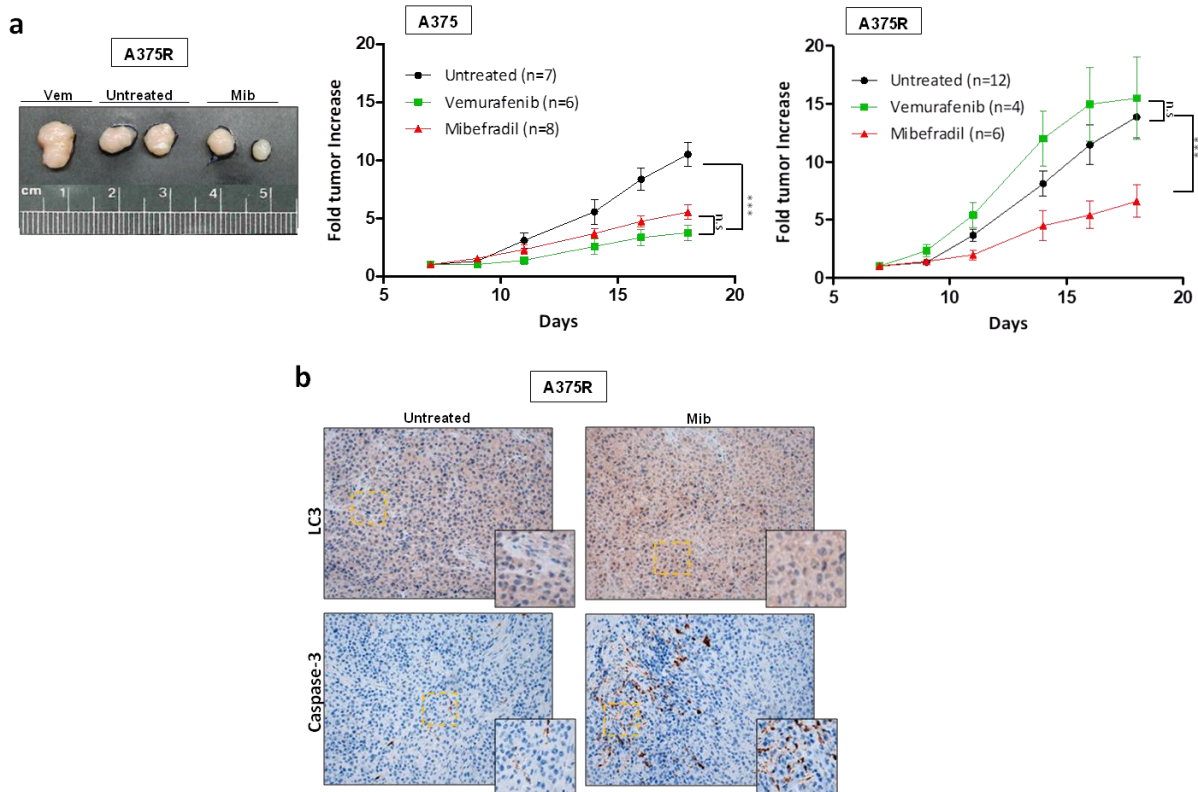 a
A375R
Vem Untreated Mib
cm 1 2 3 4 5
A375
Fold tumor Increase
20
15
10
5
0
Untreated (n=7)
Vemurafenib (n=6)
Mibefradil (n=8)
n.s
***
5 10 15 20
Days
A375R
Fold tumor Increase
20
15
10
5
0
Untreated (n=12)
Vemurafenib (n=4)
Mibefradil (n=6)
n.s
***
5 10 15 20
Days
b
A375R
Untreated Mib
LC3
Caspase-3